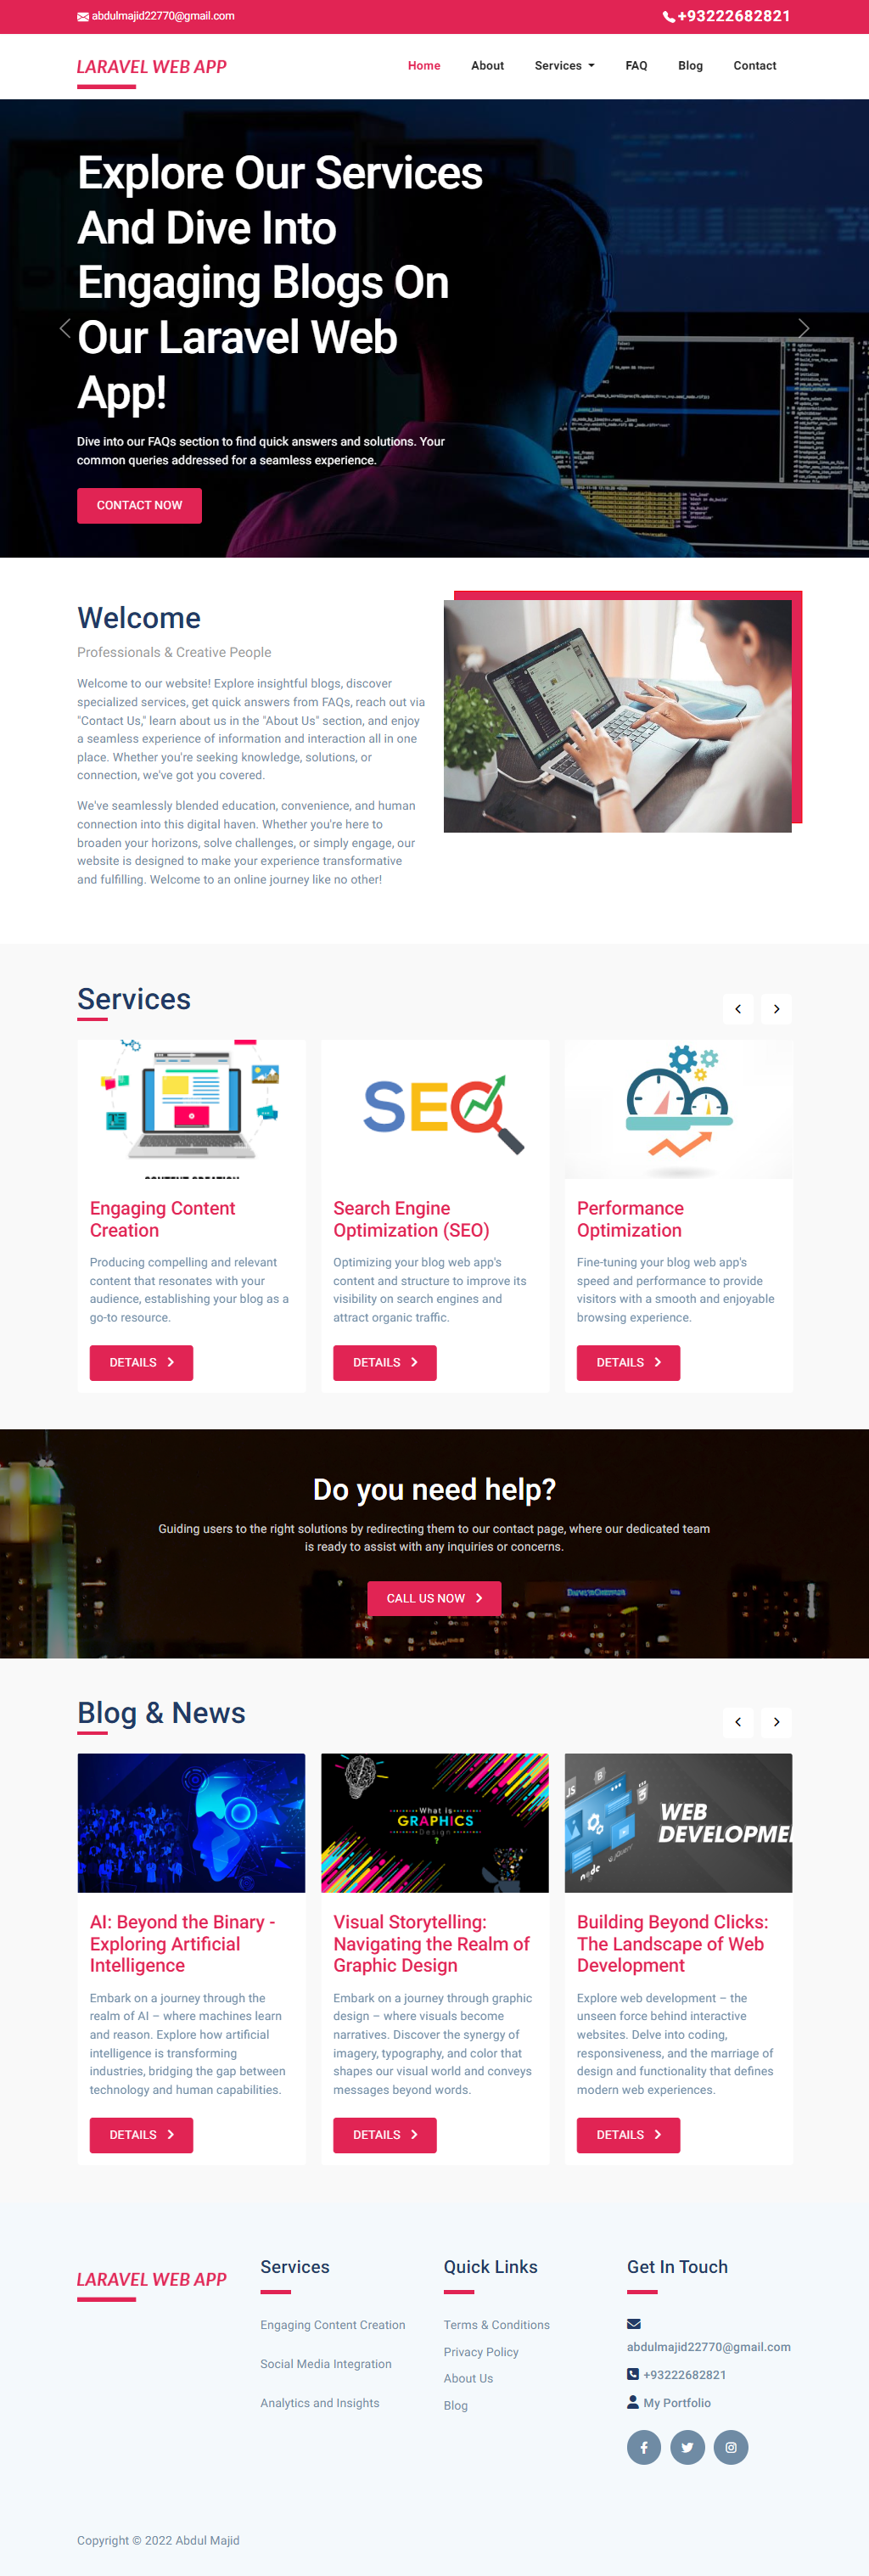 abdulmajid22770@gmail.com
+93222682821
LARAVEL WEB APP
Home
About
Services
FAQ
Blog
Contact
Explore Our Services
And Dive Into
Engaging Blogs On
Our Laravel Web
App!
Dive into our FAQs section to find quick answers and solutions. Your
common queries addressed for a seamless experience.
CONTACT NOW
Welcome
Professionals & Creative People
Welcome to our website! Explore insightful blogs, discover
specialized services, get quick answers from FAQs, reach out via
"Contact Us," learn about us in the "About Us" section, and enjoy
a seamless experience of information and interaction all in one
place. Whether you're seeking knowledge, solutions, or
connection, we've got you covered.
We've seamlessly blended education, convenience, and human
connection into this digital haven. Whether you're here to
broaden your horizons, solve challenges, or simply engage, our
website is designed to make your experience transformative
and fulfilling. Welcome to an online journey like no other!
Services
SEO
Engaging Content
Creation
Producing compelling and relevant
content that resonates with your
audience, establishing your blog as a
go-to resource.
DETAILS
Search Engine
Optimization (SEO)
Optimizing your blog web app's
content and structure to improve its
visibility on search engines and
attract organic traffic.
DETAILS
Performance
Optimization
Fine-tuning your blog web app's
speed and performance to provide
visitors with a smooth and enjoyable
browsing experience.
DETAILS
Do you need help?
Guiding users to the right solutions by redirecting them to our contact page, where our dedicated team
is ready to assist with any inquiries or concerns.
CALL US NOW
Blog & News
What is
GRAPHICS
Design
?
JS
node
jQuery
WEB
DEVELOPME
AI: Beyond the Binary -
Exploring Artificial
Intelligence
Embark on a journey through the
realm of AI – where machines learn
and reason. Explore how artificial
intelligence is transforming
industries, bridging the gap between
technology and human capabilities.
DETAILS
Visual Storytelling:
Navigating the Realm of
Graphic Design
Embark on a journey through graphic
design – where visuals become
narratives. Discover the synergy of
imagery, typography, and color that
shapes our visual world and conveys
messages beyond words.
DETAILS
Building Beyond Clicks:
The Landscape of Web
Development
Explore web development – the
unseen force behind interactive
websites. Delve into coding,
responsiveness, and the marriage of
design and functionality that defines
modern web experiences.
DETAILS
LARAVEL WEB APP
Services
Engaging Content Creation
Social Media Integration
Analytics and Insights
Quick Links
Terms & Conditions
Privacy Policy
About Us
Blog
Get In Touch
abdulmajid22770@gmail.com
+93222682821
My Portfolio
Copyright © 2022 Abdul Majid